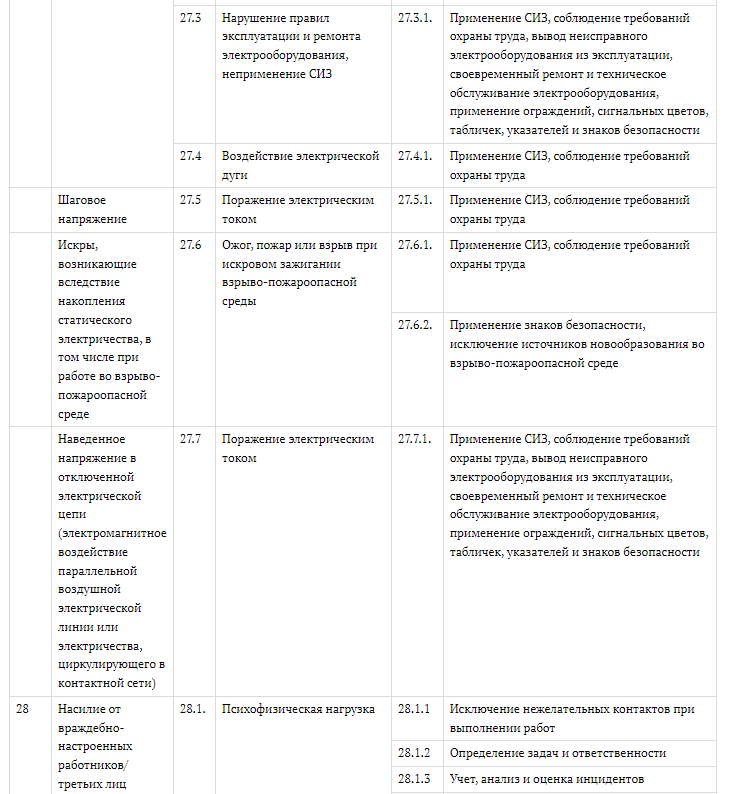 27.3
Нарушение правил
эксплуатации и ремонта
электрооборудования,
неприменение СИЗ
27.3.1.
Применение СИЗ, соблюдение требований
охраны труда, вывод неисправного
электрооборудования из эксплуатации,
своевременный ремонт и техническое
обслуживание электрооборудования,
применение ограждений, сигнальных цветов,
табличек, указателей и знаков безопасности
27.4
Воздействие электрической
дуги
27.4.1.
Применение СИЗ, соблюдение требований
охраны труда
Шаговое
напряжение
27.5
Поражение электрическим
током
27.5.1.
Применение СИЗ, соблюдение требований
охраны труда
Искры,
возникающие
вследствие
накопления
статического
электричества, в
том числе при
работе во взрыво-
пожароопасной
среде
27.6
Ожог, пожар или взрыв при
искровом зажигании
взрыво-пожароопасной
среды
27.6.1.
Применение СИЗ, соблюдение требований
охраны труда
27.6.2.
Применение знаков безопасности,
исключение источников новообразования во
взрыво-пожароопасной среде
Наведенное
напряжение в
отключенной
электрической
цепи
(электромагнитное
воздействие
параллельной
воздушной
электрической
линии или
электричества,
циркулирующего в
контактной сети)
27.7
Поражение электрическим
током
27.7.1.
Применение СИЗ, соблюдение требований
охраны труда, вывод неисправного
электрооборудования из эксплуатации,
своевременный ремонт и техническое
обслуживание электрооборудования,
применение ограждений, сигнальных цветов,
табличек, указателей и знаков безопасности
28
Насилие от
враждебно-
настроенных
работников/
третьих лиц
28.1.
Психофизическая нагрузка
28.1.1
Исключение нежелательных контактов при
выполнении работ
28.1.2
Определение задач и ответственности
28.1.3
Учет, анализ и оценка инцидентов